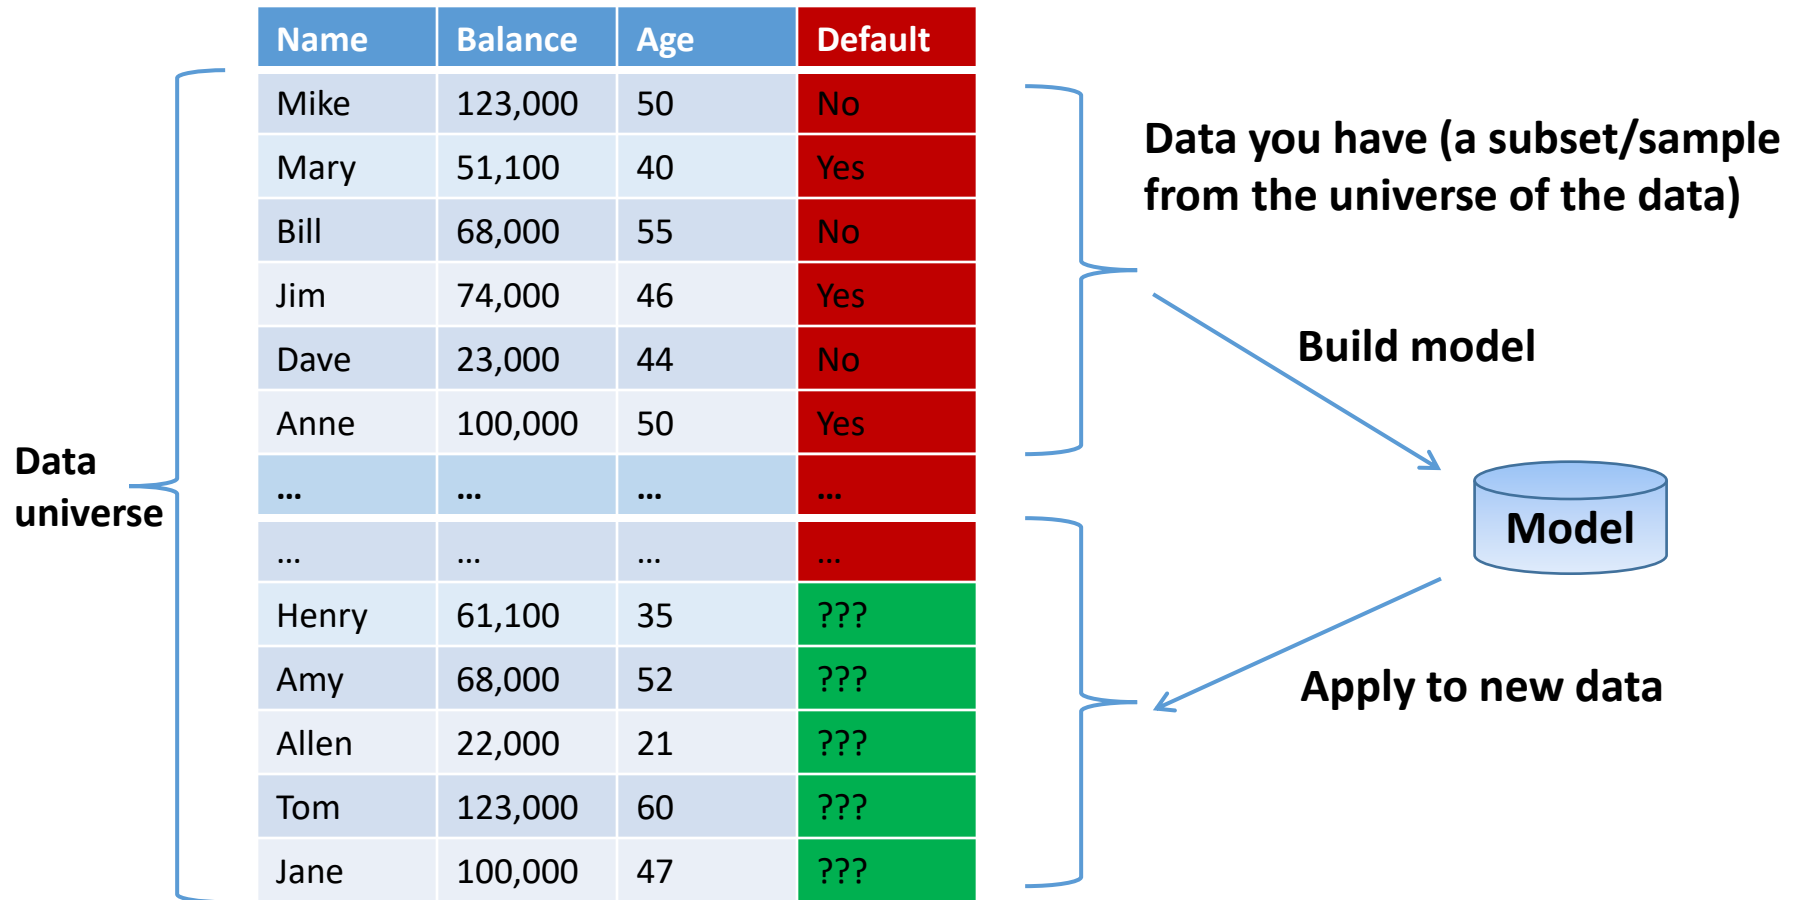 Name Balance Age Default
Mike 123,000 50 No
Mary 51,100 40 Yes
Bill 68,000 55 No
Jim 74,000 46 Yes
Dave 23,000 44 No
Anne 100,000 50 Yes
... ... ... ...
... ... ... ...
Henry 61,100 35 ???
Amy 68,000 52 ???
Allen 22,000 21 ???
Tom 123,000 60 ???
Jane 100,000 47 ???
Data
universe
Data you have (a subset/sample
from the universe of the data)
Build model
Model
Apply to new data